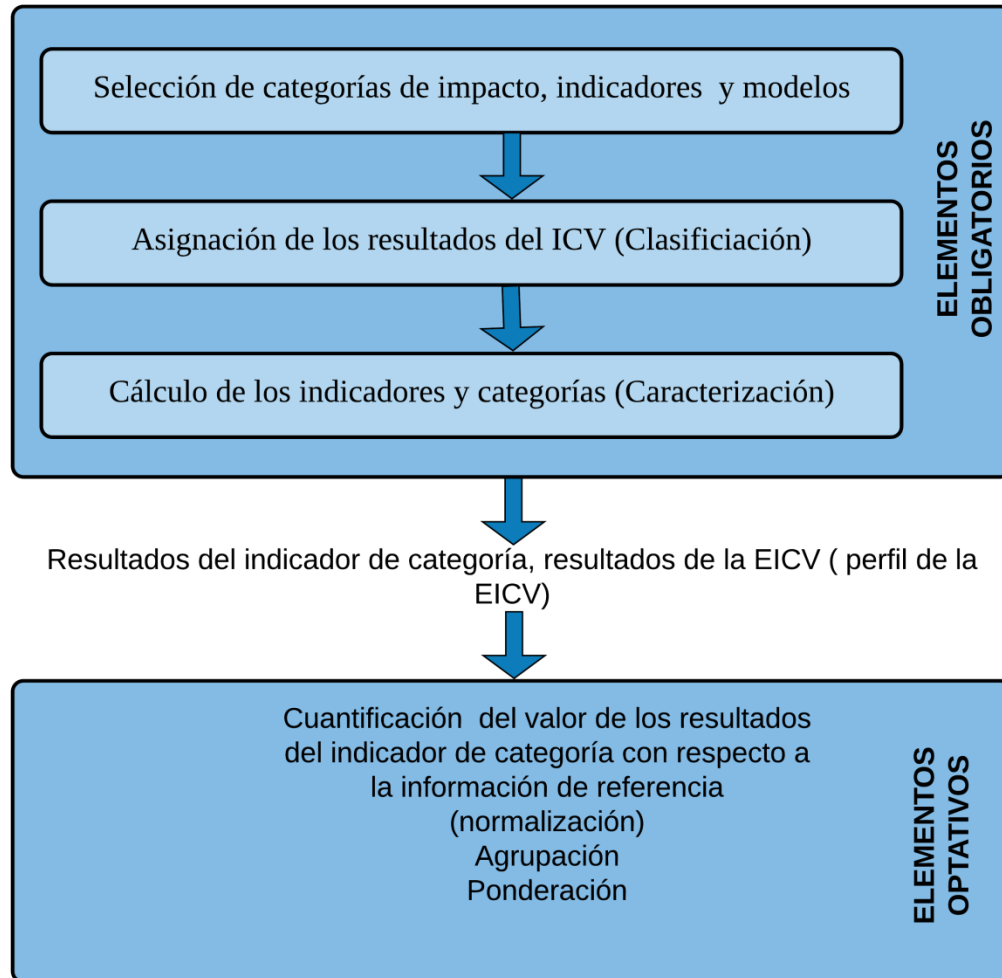 Selección de categorías de impacto, indicadores y modelos
Asignación de los resultados del ICV (Clasificiación)
Cálculo de los indicadores y categorías (Caracterización)
ELEMENTOS
OBLIGATORIOS
Resultados del indicador de categoría, resultados de la EICV ( perfil de la
EICV)
Cuantificación del valor de los resultados
del indicador de categoría con respecto a
la información de referencia
(normalización)
Agrupación
Ponderación
ELEMENTOS
OPTATIVOS